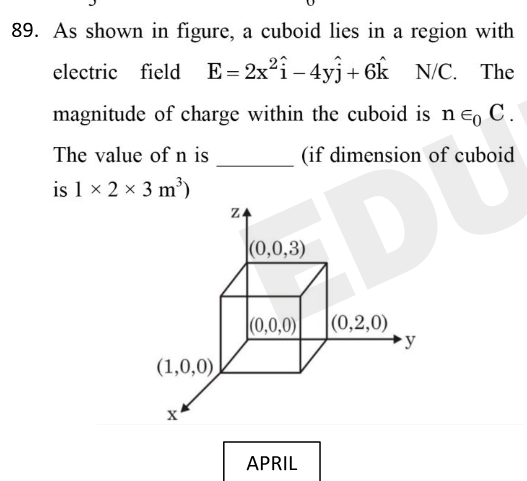 89. As shown in figure, a cuboid lies in a region with
electric field E = 2x²î – 4yĵ + 6k̂ N/C. The
magnitude of charge within the cuboid is n ∈₀ C.
The value of n is ________ (if dimension of cuboid
is 1 × 2 × 3 m³)
z
(0,0,3)
(0,0,0) (0,2,0)
y
(1,0,0)
x
APRIL
EDU